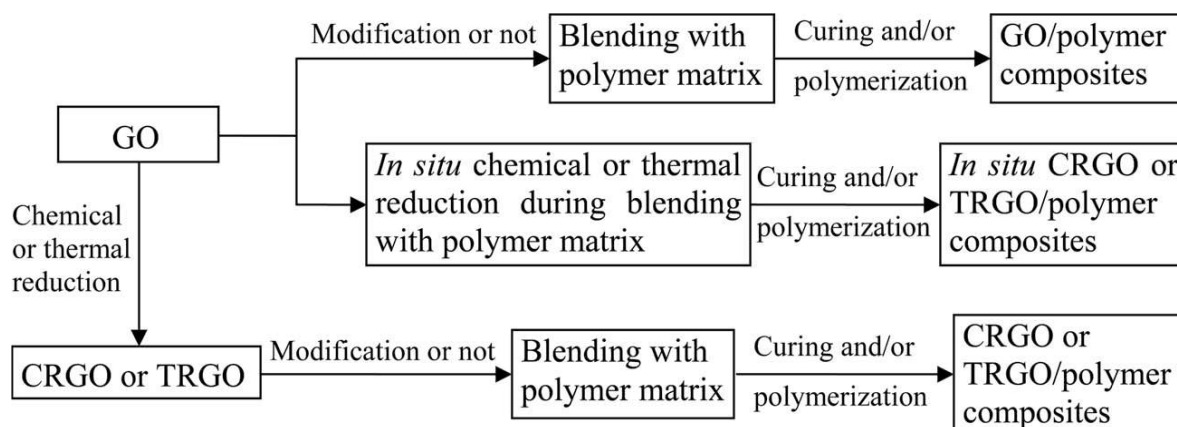 Modification or not
Blending with
polymer matrix
Curing and/or
polymerization
GO/polymer
composites
GO
In situ chemical or thermal
reduction during blending
with polymer matrix
Curing and/or
polymerization
In situ CRGO or
TRGO/polymer
composites
Chemical
or thermal
reduction
CRGO or TRGO
Modification or not
Blending with
polymer matrix
Curing and/or
polymerization
CRGO or
TRGO/polymer
composites